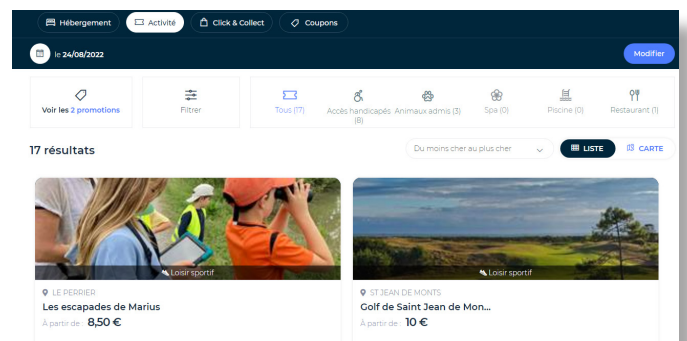 Hébergement Activité Click & Collect Coupons
le 24/08/2022 Modifier
Voir les 2 promotions Filtrer Tous (17) Accès handicapés (8) Animaux admis (3) Spa (0) Piscine (0) Restaurant (1)
17 résultats Du moins cher au plus cher LISTE CARTE
Loisir sportif Loisir sportif
LE PERRIER
Les escapades de Marius
À partir de : 8,50 €
ST JEAN DE MONTS
Golf de Saint Jean de Mon...
À partir de : 10 €